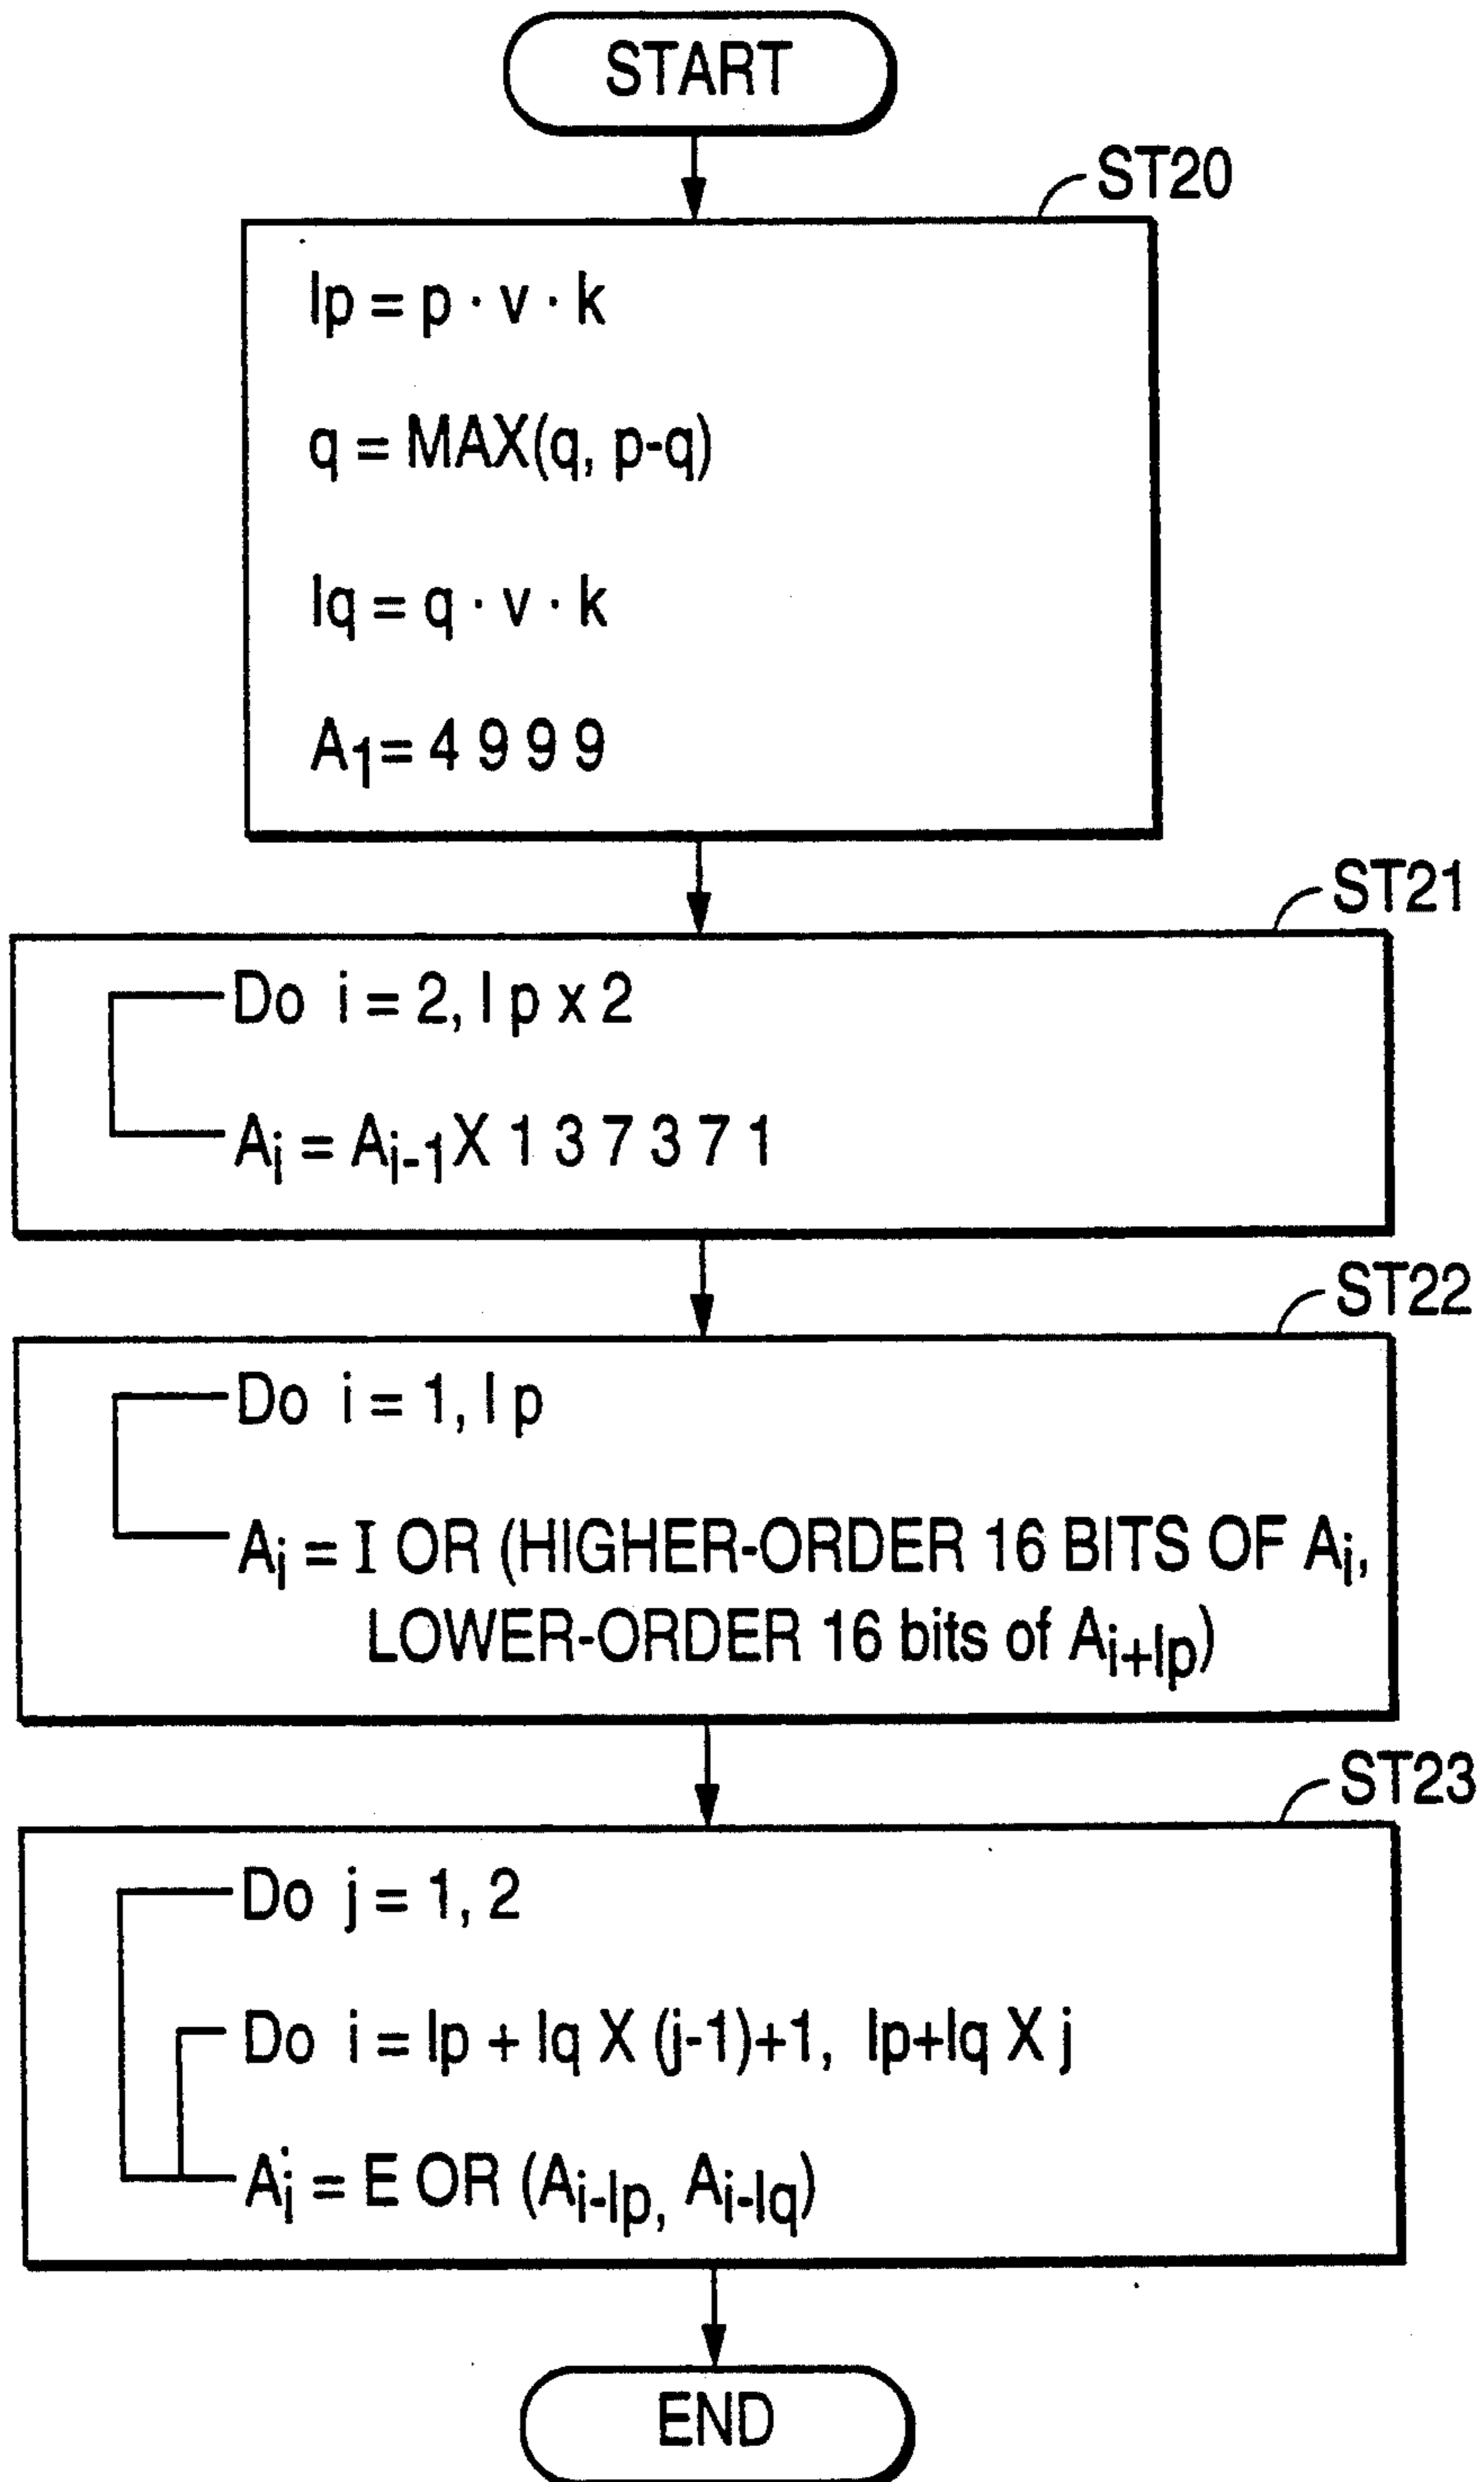 START
ST20
lp = p · v · k
q = MAX(q, p-q)
lq = q · v · k
A1= 4 9 9 9
ST21
Do i = 2, l p x 2
Ai = Ai-1 X 1 3 7 3 7 1
ST22
Do i = 1, l p
Ai = I OR (HIGHER-ORDER 16 BITS OF Ai,
LOWER-ORDER 16 bits of Ai+lp)
ST23
Do j = 1, 2
Do i = lp + lq X (j-1)+1, lp+lq X j
Ai = E OR (Ai-lp, Ai-lq)
END